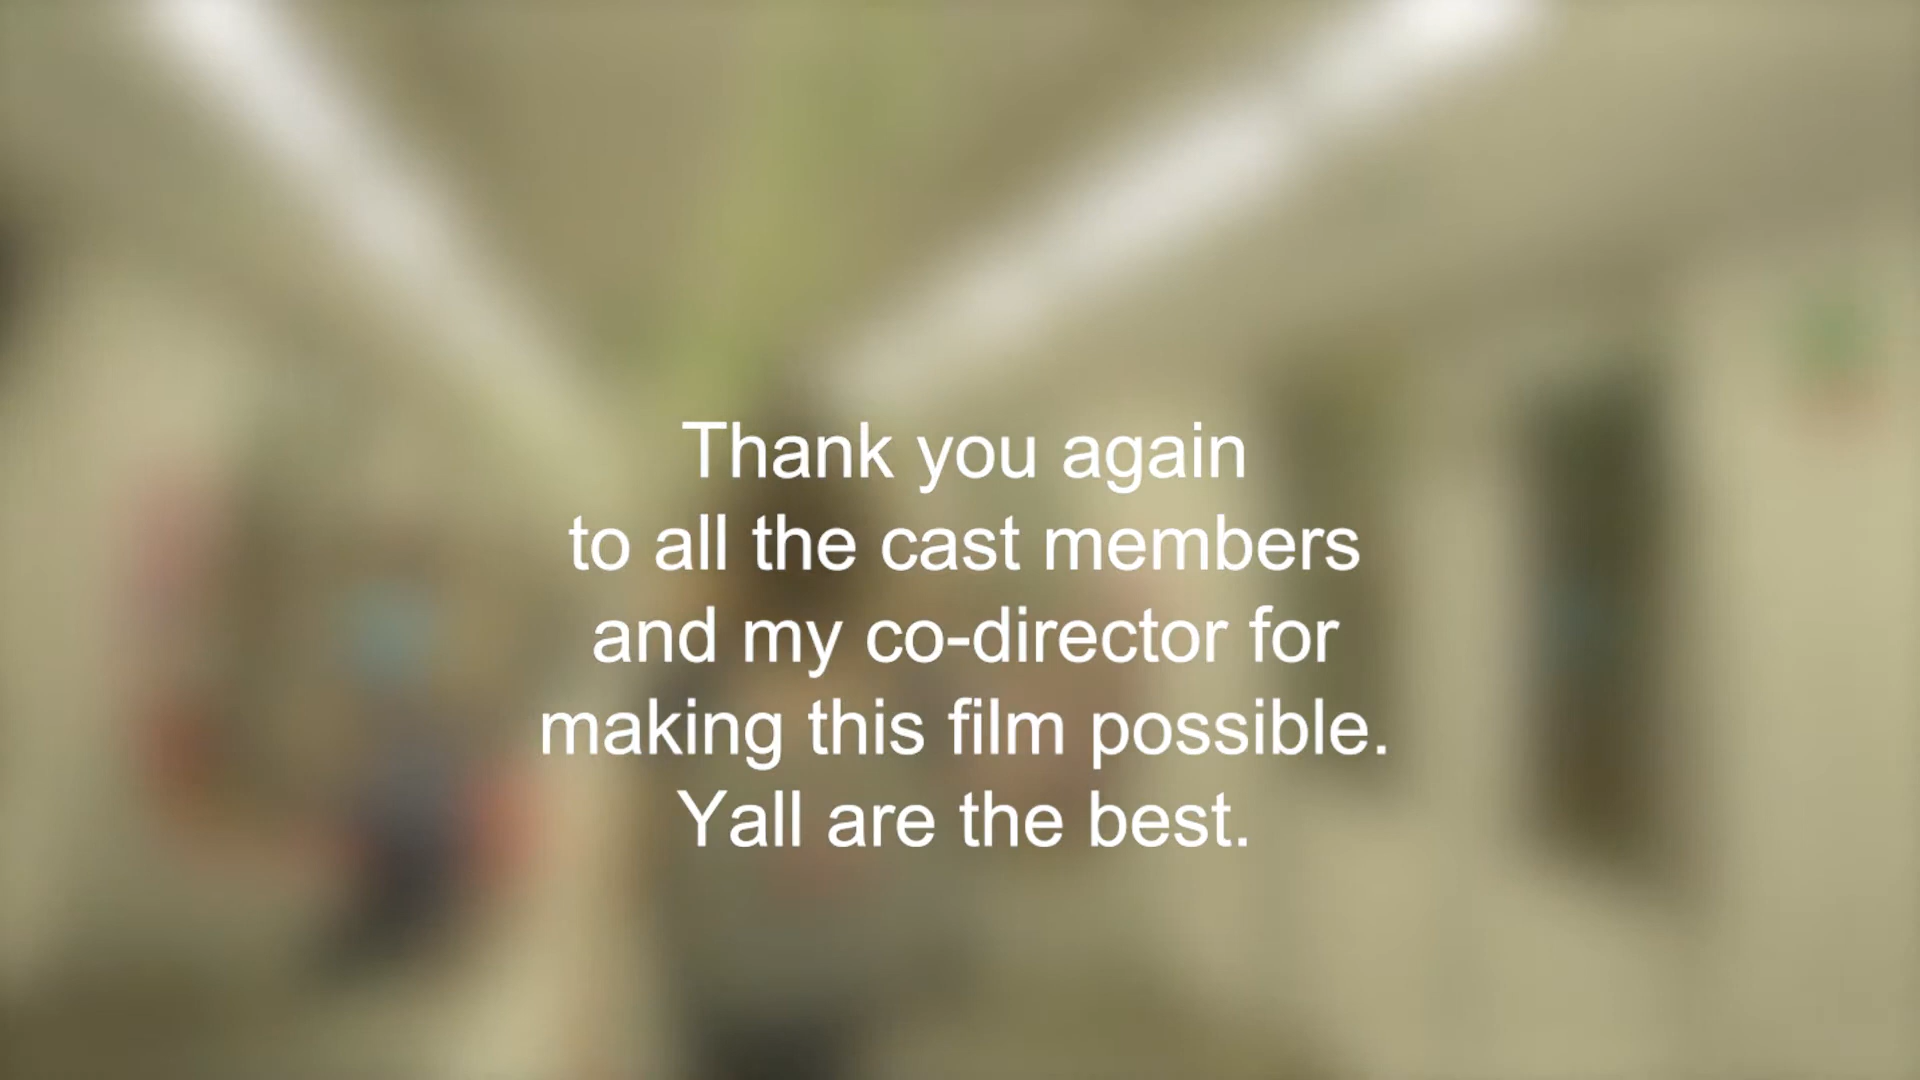 Thank you again
to all the cast members
and my co-director for
making this film possible.
Yall are the best.